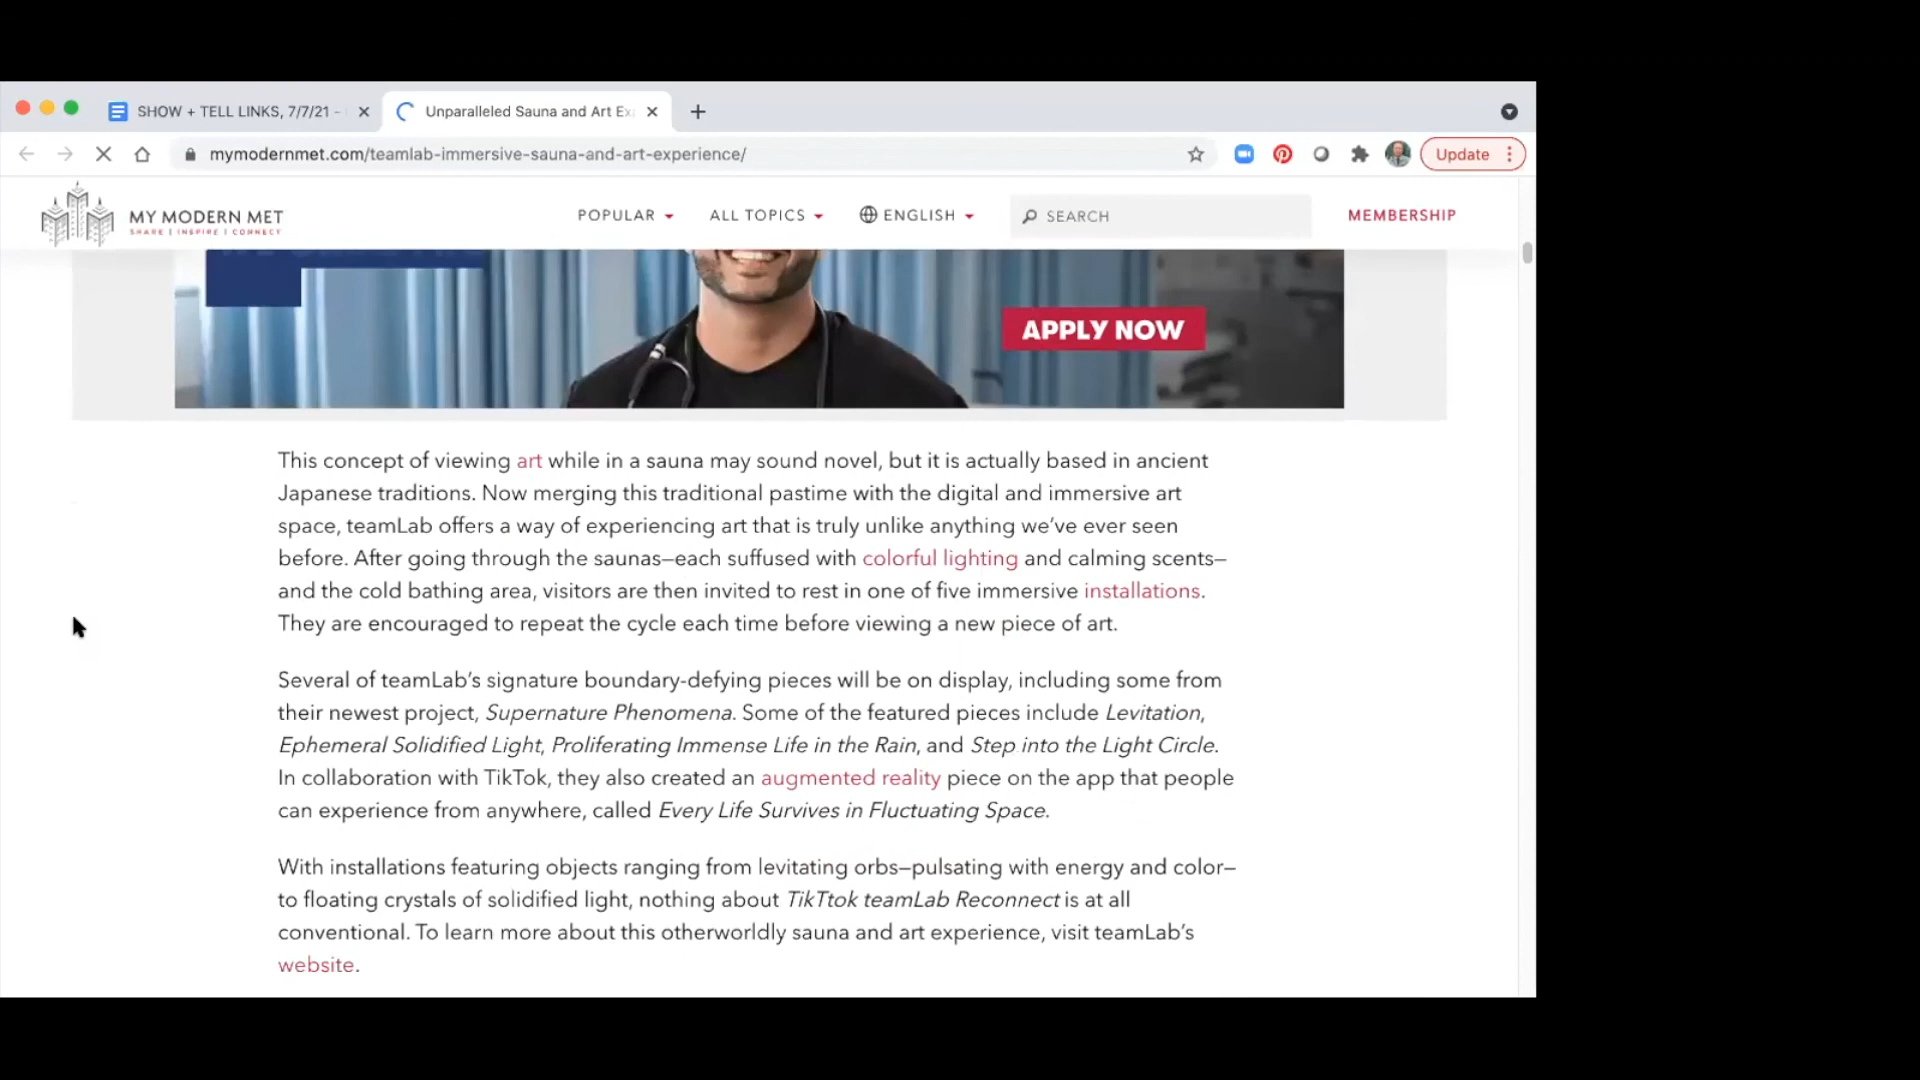 SHOW + TELL LINKS, 7/7/21 -
Unparalleled Sauna and Art Ex
mymodernmet.com/teamlab-immersive-sauna-and-art-experience/
Update
MY MODERN MET
SHARE | INSPIRE | CONNECT
POPULAR
ALL TOPICS
ENGLISH
SEARCH
MEMBERSHIP
APPLY NOW
This concept of viewing art while in a sauna may sound novel, but it is actually based in ancient
Japanese traditions. Now merging this traditional pastime with the digital and immersive art
space, teamLab offers a way of experiencing art that is truly unlike anything we’ve ever seen
before. After going through the saunas—each suffused with colorful lighting and calming scents—
and the cold bathing area, visitors are then invited to rest in one of five immersive installations.
They are encouraged to repeat the cycle each time before viewing a new piece of art.
Several of teamLab’s signature boundary-defying pieces will be on display, including some from
their newest project, Supernature Phenomena. Some of the featured pieces include Levitation,
Ephemeral Solidified Light, Proliferating Immense Life in the Rain, and Step into the Light Circle.
In collaboration with TikTok, they also created an augmented reality piece on the app that people
can experience from anywhere, called Every Life Survives in Fluctuating Space.
With installations featuring objects ranging from levitating orbs—pulsating with energy and color—
to floating crystals of solidified light, nothing about TikTtok teamLab Reconnect is at all
conventional. To learn more about this otherworldly sauna and art experience, visit teamLab’s
website.